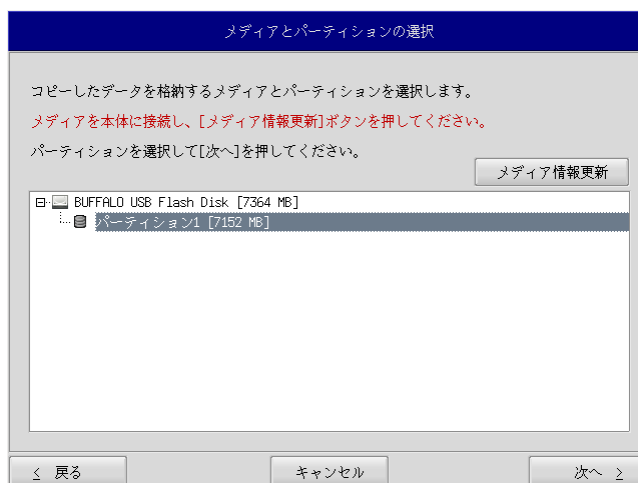 メディアとパーティションの選択
コピーしたデータを格納するメディアとパーティションを選択します。
メディアを本体に接続し、[メディア情報更新]ボタンを押してください。
パーティションを選択して[次へ]を押してください。
メディア情報更新
BUFFALO USB Flash Disk [7364 MB]
パーティション1 [7152 MB]
< 戻る
キャンセル
次へ >